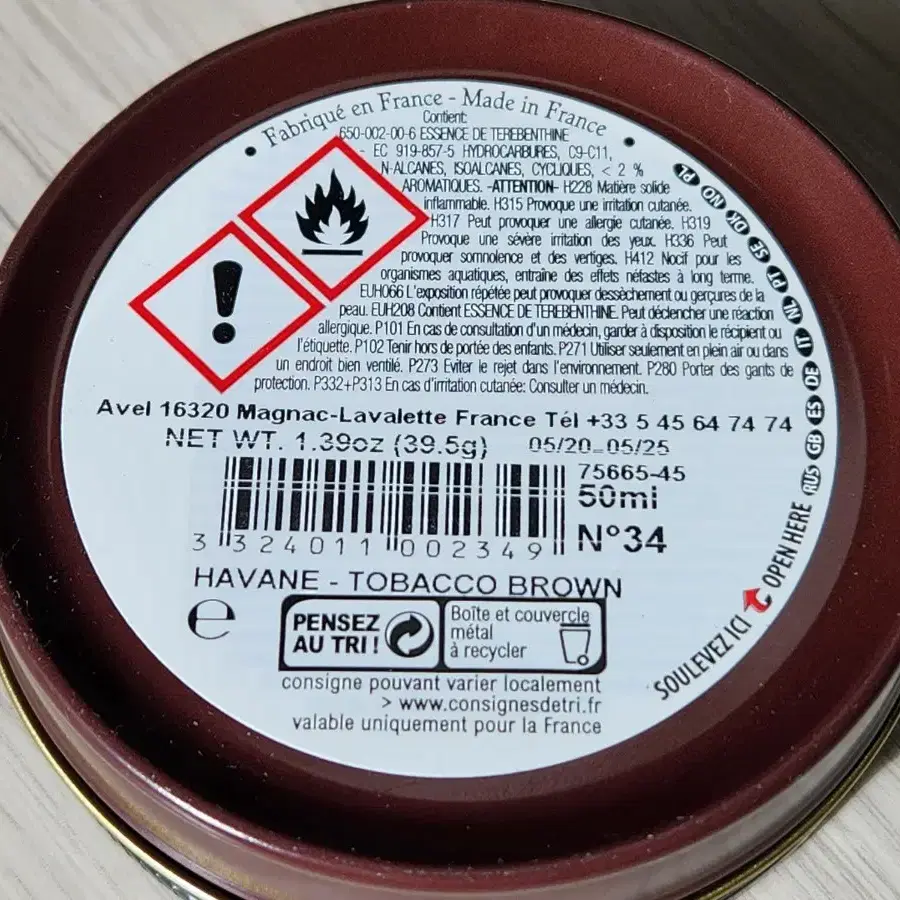 • Fabriqué en France - Made in France •
Contient:
650-002-00-6 ESSENCE DE TEREBENTHINE
- EC 919-857-5 HYDROCARBURES, C9-C11,
N-ALCANES, ISOALCANES, CYCLIQUES, < 2 %
AROMATIQUES. -ATTENTION- H228 Matière solide
inflammable. H315 Provoque une irritation cutanée.
H317 Peut provoquer une allergie cutanée. H319
Provoque une sévère irritation des yeux. H336 Peut
provoquer somnolence et des vertiges. H412 Nocif pour les
organismes aquatiques, entraîne des effets néfastes à long terme.
EUH066 L'exposition répétée peut provoquer dessèchement ou gerçures de la
peau. EUH208 Contient ESSENCE DE TEREBENTHINE. Peut déclencher une réaction
allergique. P101 En cas de consultation d'un médecin, garder à disposition le récipient ou
l'étiquette. P102 Tenir hors de portée des enfants. P271 Utiliser seulement en plein air ou dans
un endroit bien ventilé. P273 Eviter le rejet dans l'environnement. P280 Porter des gants de
protection. P332+P313 En cas d'irritation cutanée: Consulter un médecin.
Avel 16320 Magnac-Lavalette France Tél +33 5 45 64 74 74
NET WT. 1.39oz (39.5g) 05/20-05/25
75665-45
50ml
N°34
3 324011 002349
HAVANE - TOBACCO BROWN
e
PENSEZ
AU TRI !
Boîte et couvercle
métal
à recycler
consigne pouvant varier localement
> www.consignesdetri.fr
valable uniquement pour la France
SOULEVEZ ICI OPEN HERE
RUS GB ES DE IT NL PT SE DK NO PL